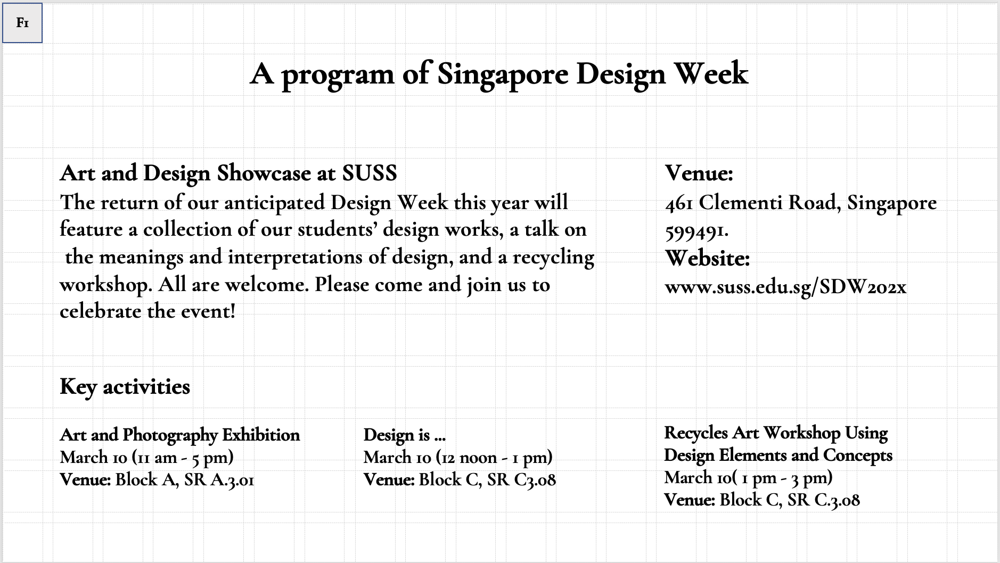 F1
A program of Singapore Design Week
Art and Design Showcase at SUSS
The return of our anticipated Design Week this year will
feature a collection of our students’ design works, a talk on
the meanings and interpretations of design, and a recycling
workshop. All are welcome. Please come and join us to
celebrate the event!
Venue:
461 Clementi Road, Singapore
599491.
Website:
www.suss.edu.sg/SDW202x
Key activities
Art and Photography Exhibition
March 10 (11 am - 5 pm)
Venue: Block A, SR A.3.01
Design is ...
March 10 (12 noon - 1 pm)
Venue: Block C, SR C3.08
Recycles Art Workshop Using
Design Elements and Concepts
March 10( 1 pm - 3 pm)
Venue: Block C, SR C.3.08